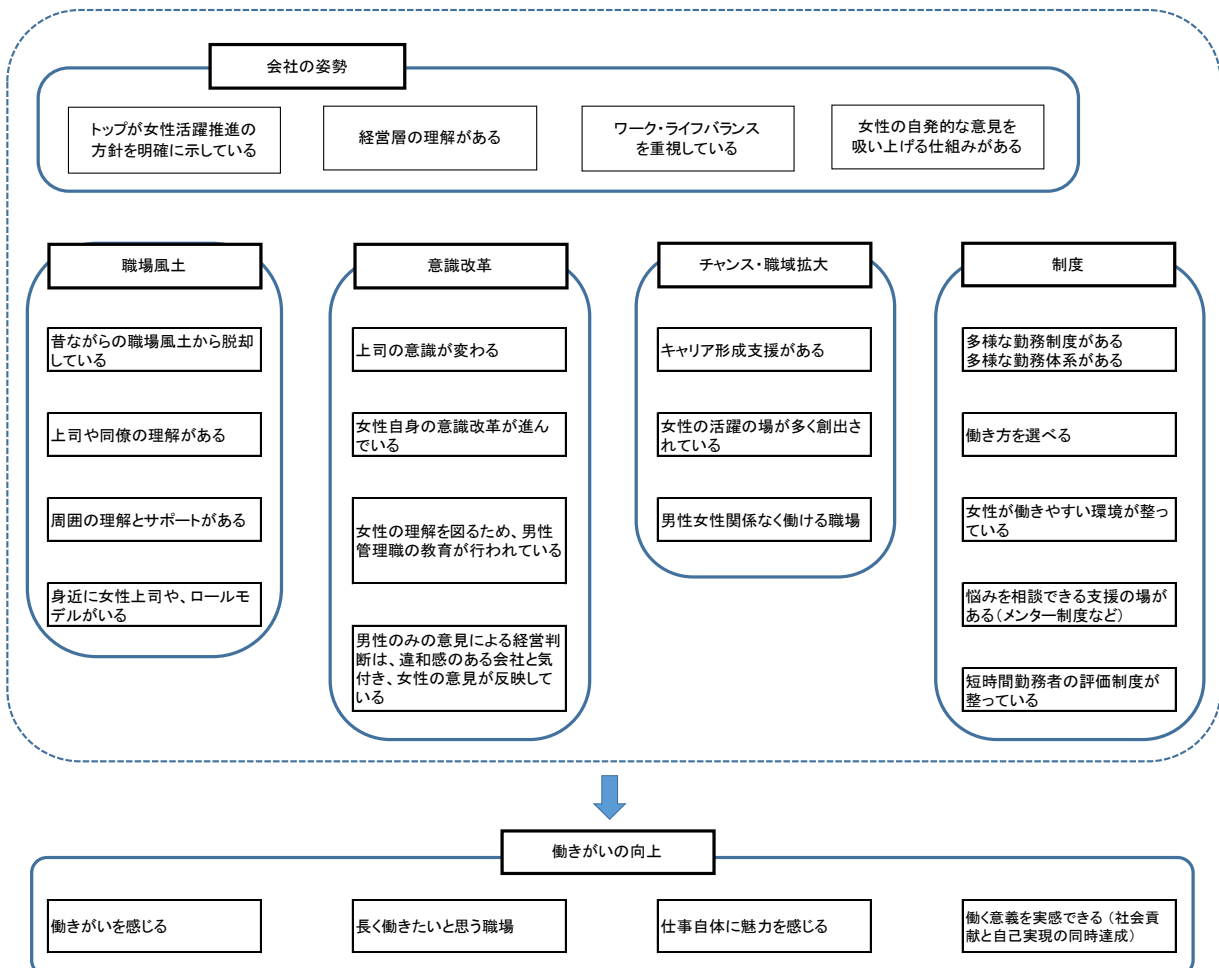 会社の姿勢
トップが女性活躍推進の
方針を明確に示している
経営層の理解がある
ワーク・ライフバランス
を重視している
女性の自発的な意見を
吸い上げる仕組みがある
職場風土
昔ながらの職場風土から脱却
している
上司や同僚の理解がある
周囲の理解とサポートがある
身近に女性上司や、ロールモ
デルがいる
意識改革
上司の意識が変わる
女性自身の意識改革が進ん
でいる
女性の理解を図るため、男性
管理職の教育が行われている
男性のみの意見による経営判
断は、違和感のある会社と気
付き、女性の意見が反映して
いる
チャンス・職域拡大
キャリア形成支援がある
女性の活躍の場が多く創出さ
れている
男性女性関係なく働ける職場
制度
多様な勤務制度がある
多様な勤務体系がある
働き方を選べる
女性が働きやすい環境が整っ
ている
悩みを相談できる支援の場が
ある(メンター制度など)
短時間勤務者の評価制度が
整っている
働きがいの向上
働きがいを感じる
長く働きたいと思う職場
仕事自体に魅力を感じる
働く意義を実感できる (社会貢
献と自己実現の同時達成)